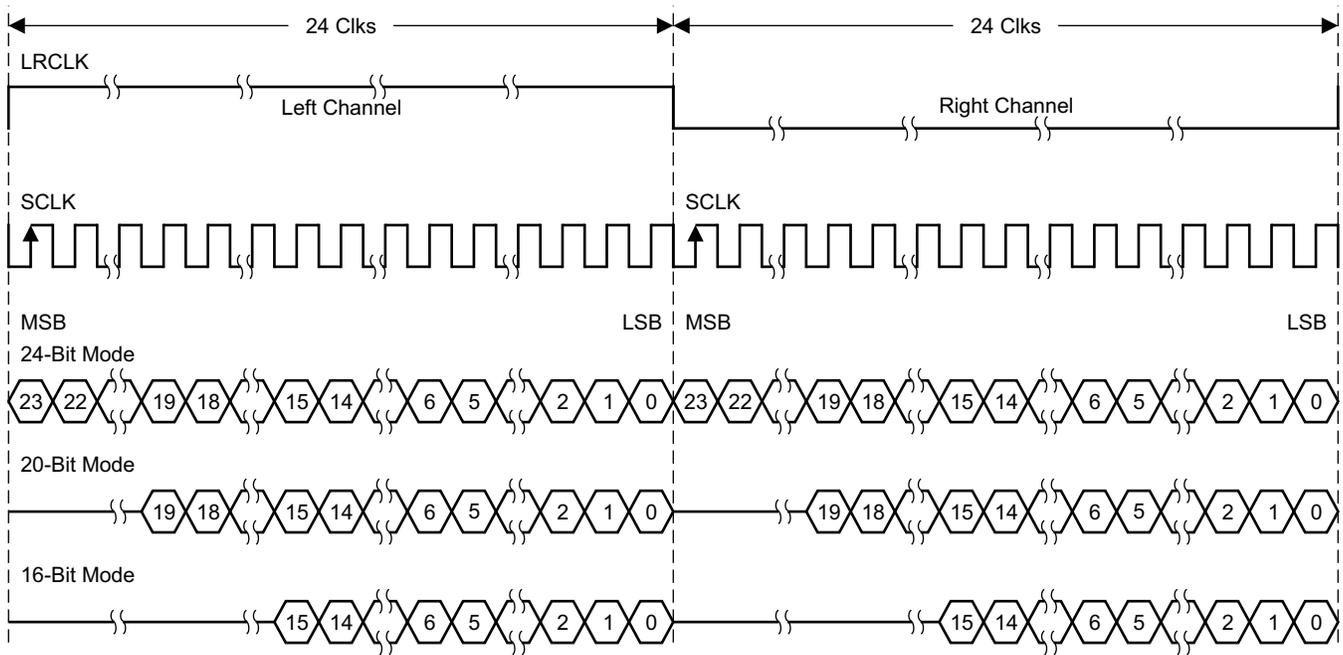 24 Clks 24 Clks
LRCLK
Left Channel Right Channel
SCLK SCLK
MSB LSB MSB LSB
24-Bit Mode
23 22 19 18 15 14 6 5 2 1 0 23 22 19 18 15 14 6 5 2 1 0
20-Bit Mode
19 18 15 14 6 5 2 1 0 19 18 15 14 6 5 2 1 0
16-Bit Mode
15 14 6 5 2 1 0 15 14 6 5 2 1 0